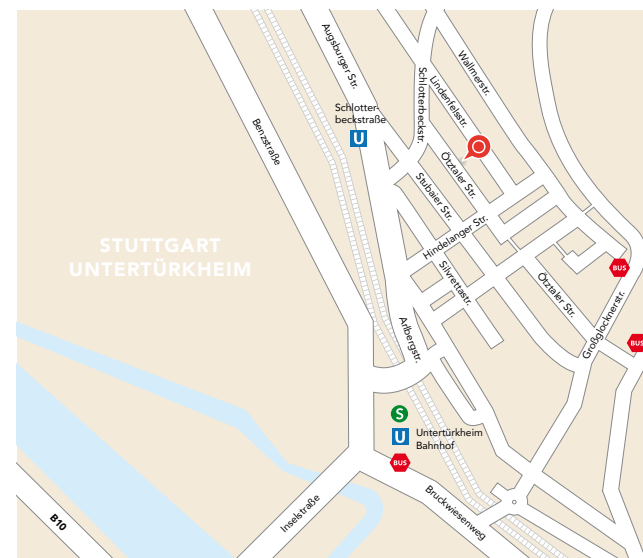 Augsburger Str.
Wallmerstr.
Schlotterbeckstr.
Lindenfelsstr.
Schlotter-
beckstraße
U
Benzstraße
Ötztaler Str.
Stubaier Str.
Hindelanger Str.
STUTTGART
UNTERTÜRKHEIM
Silvrettastr.
BUS
Ötztaler Str.
Großglocknerstr.
Arlbergstr.
BUS
S
U
Untertürkheim
Bahnhof
BUS
Bruckwiesenweg
Inselstraße
B10